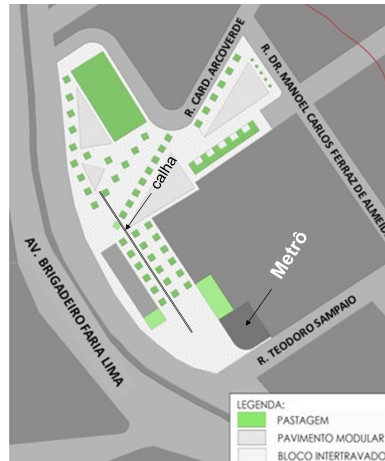 R. CARD. ARCOVERDE
R. DR. MANOEL CARLOS FERRAZ DE ALMEI
calha
Metrô
AV. BRIGADEIRO FARIA LIMA
R. TEODORO SAMPAIO
LEGENDA:
PASTAGEM
PAVIMENTO MODULAR
BLOCO INTERTRAVADO